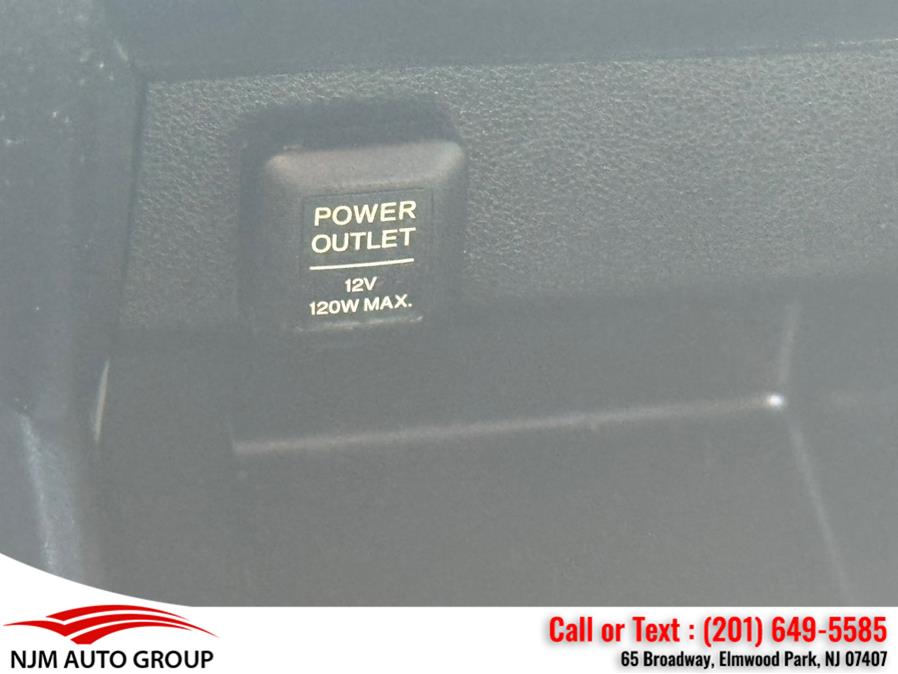 POWER
OUTLET
12V
120W MAX.
NJM AUTO GROUP
Call or Text : (201) 649-5585
65 Broadway, Elmwood Park, NJ 07407